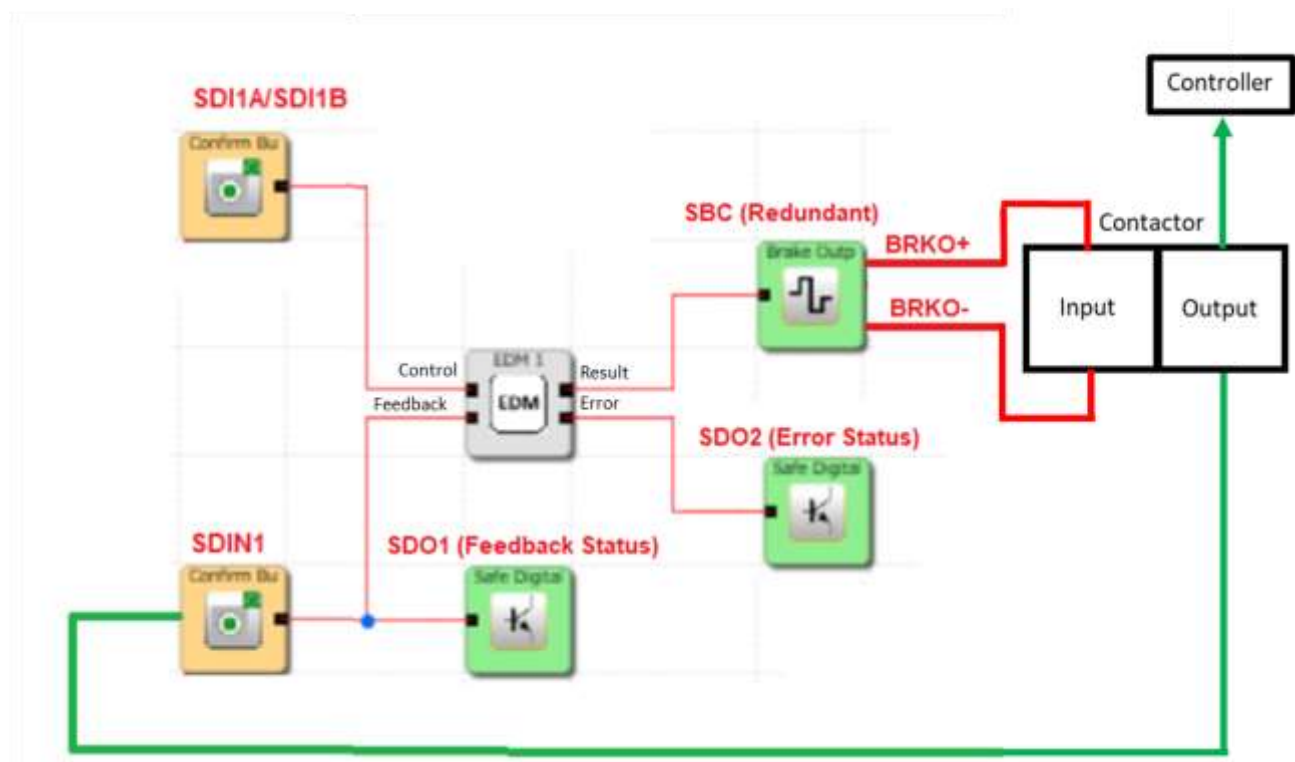 Controller
SDI1A/SDI1B
Confirm Bu
SBC (Redundant)
Brake Outp
BRKO+
BRKO-
Contactor
Input
Output
EDM 1
Control
Feedback
EDM
Result
Error
SDO2 (Error Status)
Safe Digital
SDIN1
Confirm Bu
SDO1 (Feedback Status)
Safe Digital